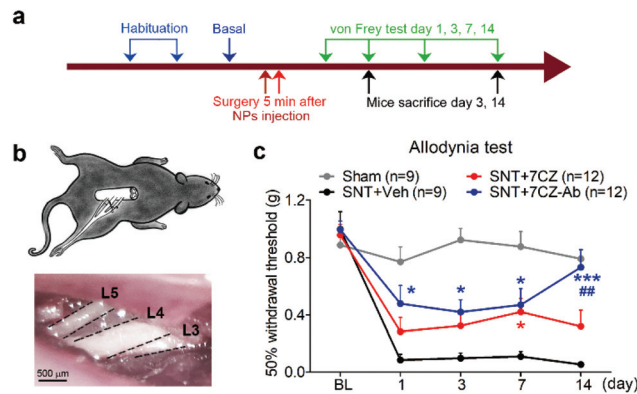 a
Habituation
Basal
von Frey test day 1, 3, 7, 14
Surgery 5 min after
NPs injection
Mice sacrifice day 3, 14
b
L5
L4
L3
500 μm
c
Allodynia test
Sham (n=9)
SNT+7CZ (n=12)
SNT+Veh (n=9)
SNT+7CZ-Ab (n=12)
50% withdrawal threshold (g)
1.2
0.8
0.4
0.0
* * * ***
##
*
BL 1 3 7 14 (day)